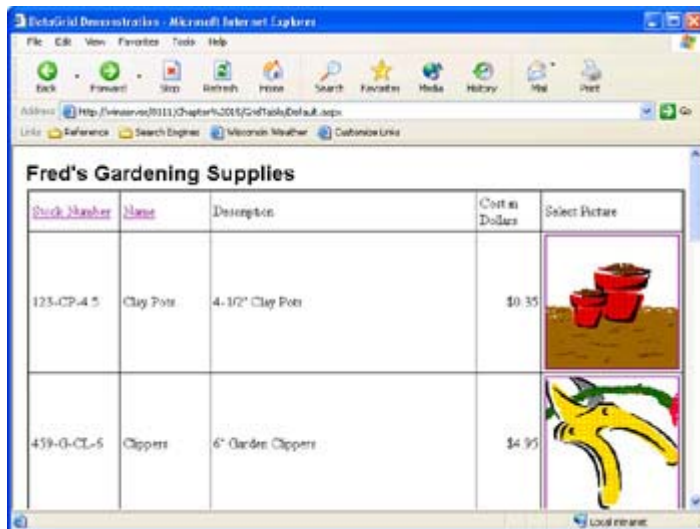 DataGrid Demonstration - Microsoft Internet Explorer
File Edit View Favorites Tools Help
Back Forward Stop Refresh Home Search Favorites Media History Mail Print
Address Go
Links Reference Search Engines Wisconsin Weather Customize Links
Fred's Gardening Supplies
Stock Number Name Description Cost in Dollars Select Picture
123-CP-4.5 Clay Pots 4-1/2" Clay Pots $0.35
459-G-CL-6 Clippers 6" Garden Clippers $4.95
Local intranet